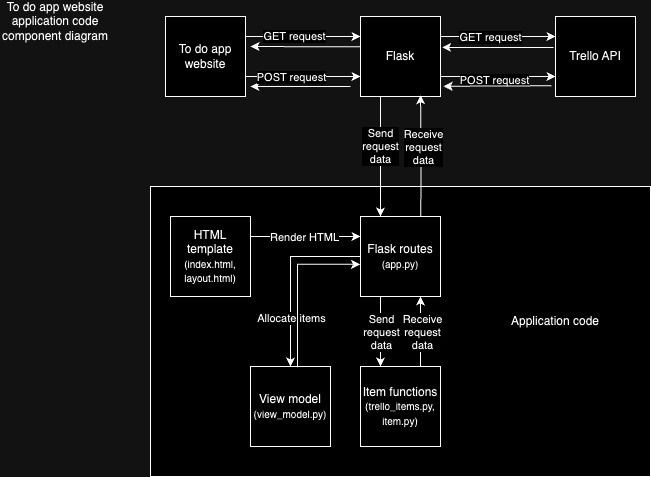 To do app website
application code
component diagram
To do app
website
GET request
POST request
Flask
GET request
POST request
Trello API
Send
request
data
Receive
request
data
HTML
template
(index.html,
layout.html)
Render HTML
Flask routes
(app.py)
Allocate items
Send
request
data
Receive
request
data
Application code
View model
(view_model.py)
Item functions
(trello_items.py,
item.py)